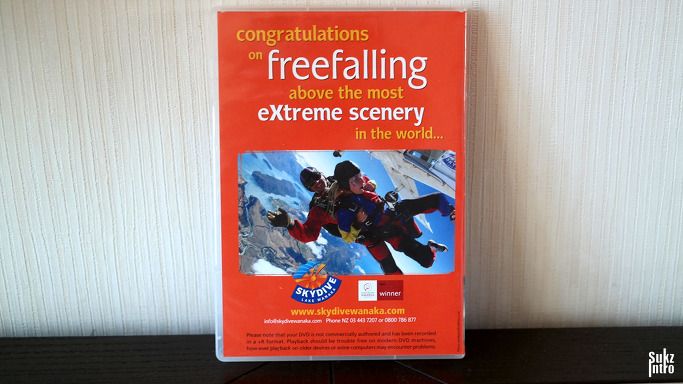 congratulations
on freefalling
above the most
eXtreme scenery
in the world...
SKYDIVE
LAKE WANAKA
winner
www.skydivewanaka.com
info@skydivewanaka.com Phone NZ 03 443 7207 or 0800 786 877
Please note that your DVD is not commercially authored and has been recorded
in a +R format. Playback should be trouble free on modern DVD machines,
however playback on older devices or some computers may encounter problems.
Sukz
Intro